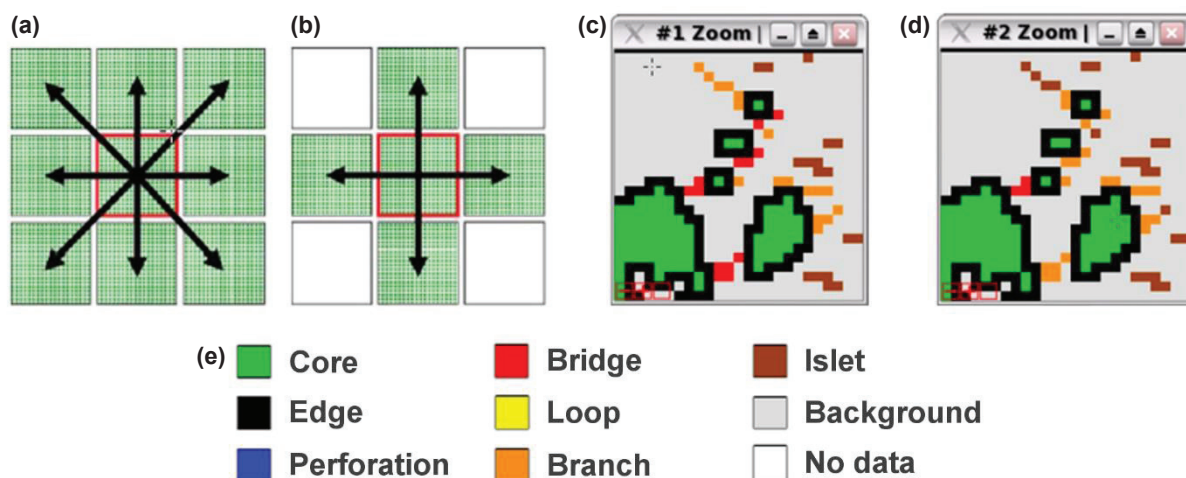 (a)
(b)
(c)
#1 Zoom |
(d)
#2 Zoom |
(e)
Core
Bridge
Islet
Edge
Loop
Background
Perforation
Branch
No data